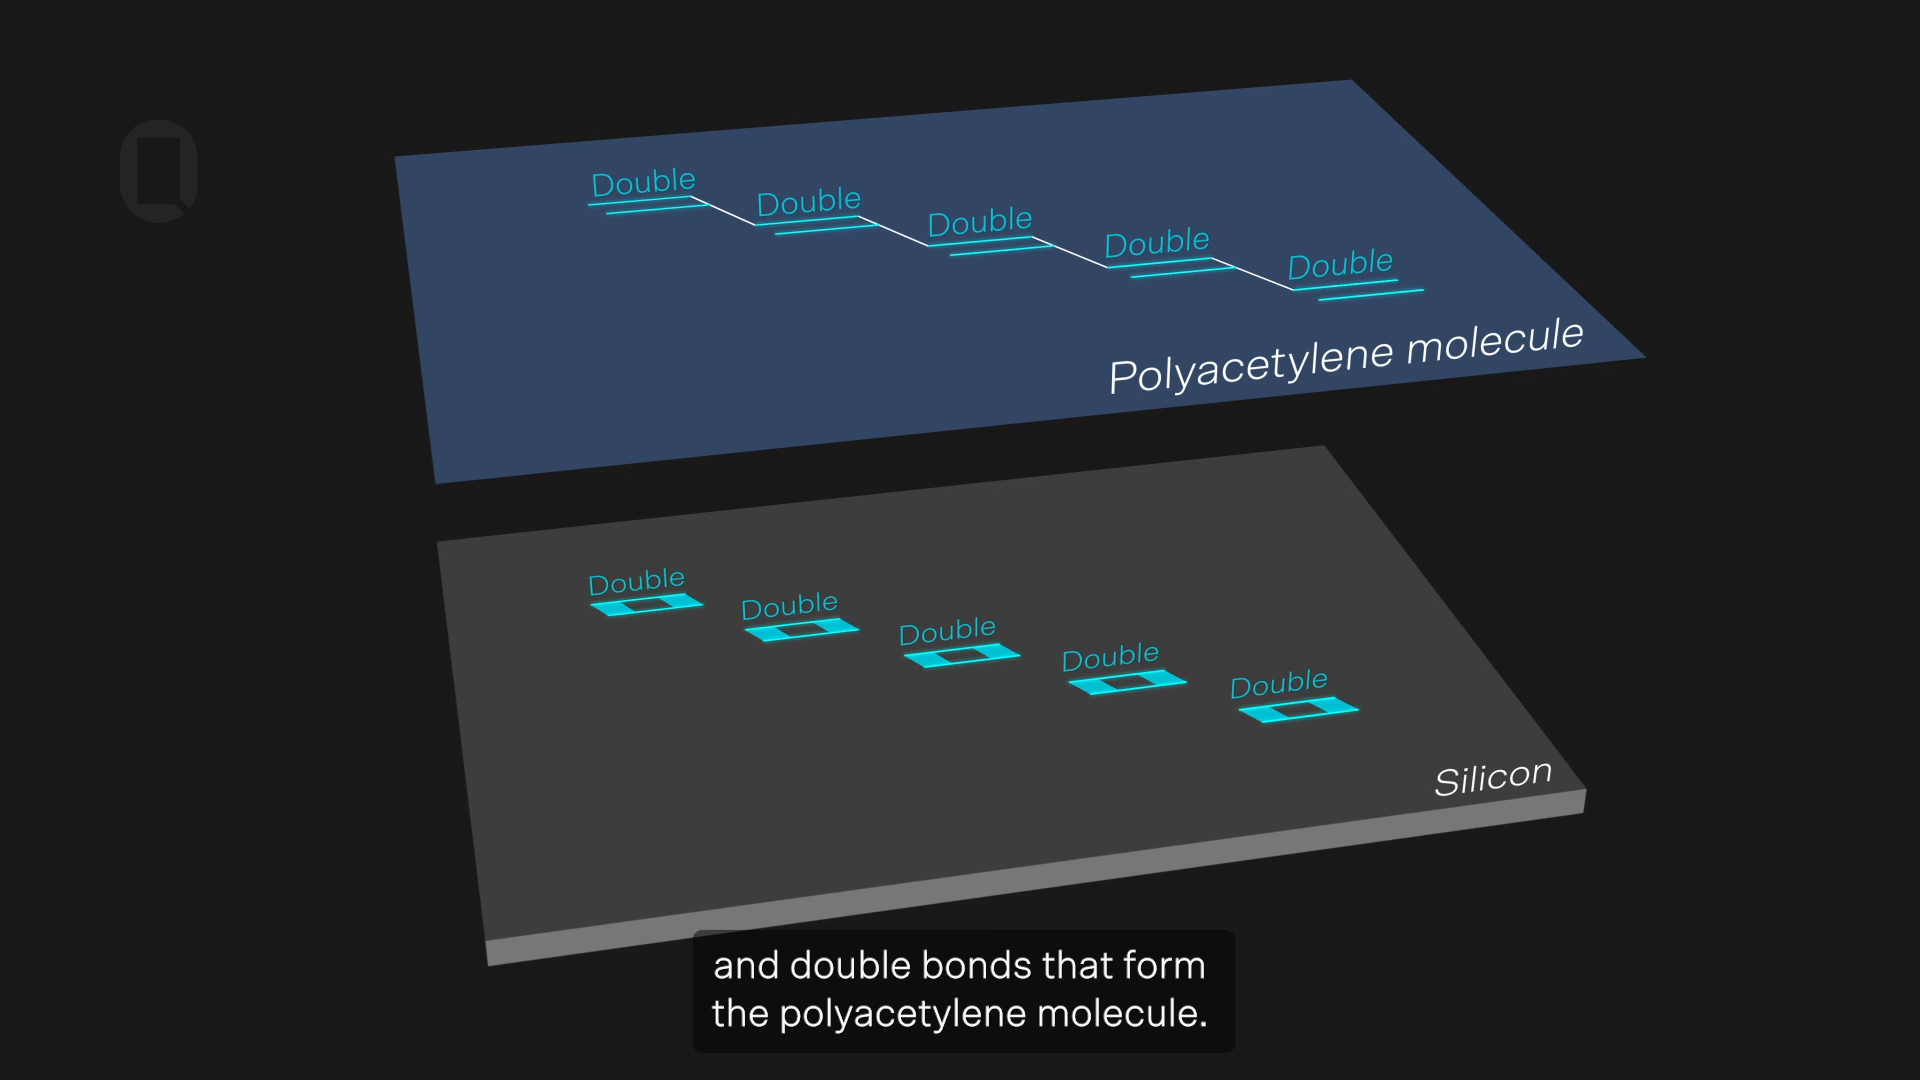 Double
Double
Double
Double
Double
Polyacetylene molecule
Double
Double
Double
Double
Double
Silicon
and double bonds that form
the polyacetylene molecule.